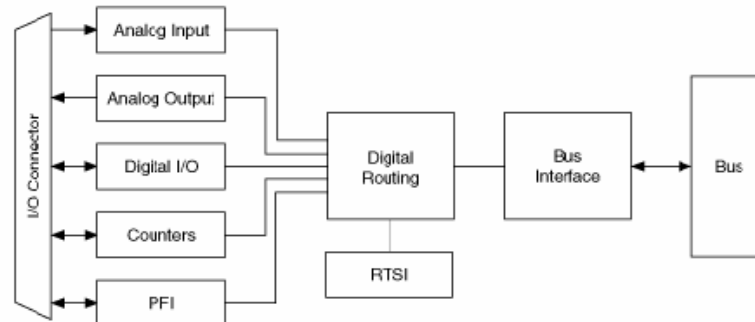 I/O Connector
Analog Input
Analog Output
Digital I/O
Counters
PFI
Digital
Routing
RTSI
Bus
Interface
Bus